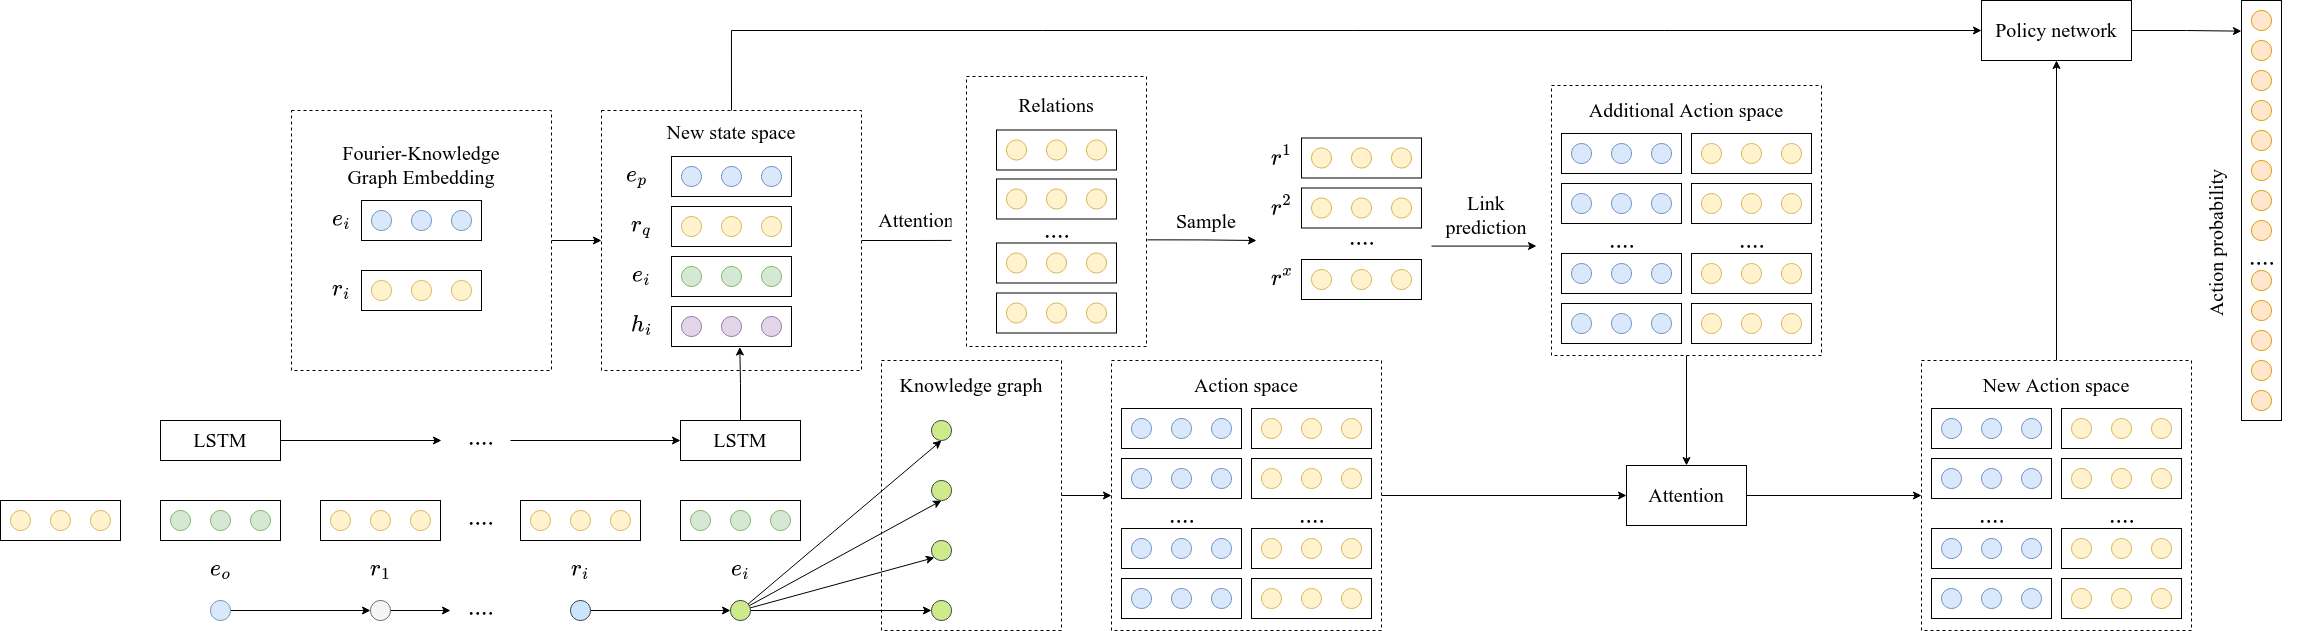 Policy network
Action probability
....
Fourier-Knowledge
Graph Embedding
e_i
r_i
New state space
e_p
r_q
e_i
h_i
Attention
Relations
....
Sample
r^1
r^2
....
r^x
Link
prediction
Additional Action space
.... ....
LSTM
....
LSTM
....
e_o r_1 r_i e_i
....
Knowledge graph
Action space
.... ....
Attention
New Action space
.... ....